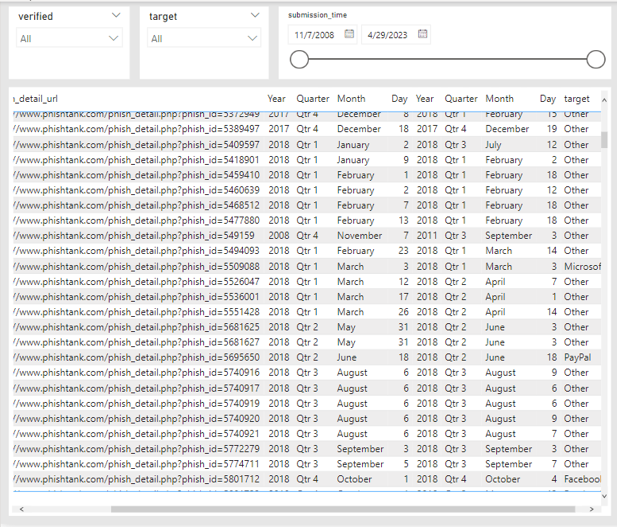 verified
All
target
All
submission_time
11/7/2008 4/29/2023
_detail_url Year Quarter Month Day Year Quarter Month Day target
//www.phishtank.com/phish_detail.php?phish_id=5372949 2017 Qtr 4 December 8 2018 Qtr 1 February 15 Other
//www.phishtank.com/phish_detail.php?phish_id=5389497 2017 Qtr 4 December 18 2017 Qtr 4 December 19 Other
//www.phishtank.com/phish_detail.php?phish_id=5409597 2018 Qtr 1 January 2 2018 Qtr 3 July 12 Other
//www.phishtank.com/phish_detail.php?phish_id=5418901 2018 Qtr 1 January 9 2018 Qtr 1 February 2 Other
//www.phishtank.com/phish_detail.php?phish_id=5459410 2018 Qtr 1 February 1 2018 Qtr 1 February 18 Other
//www.phishtank.com/phish_detail.php?phish_id=5460639 2018 Qtr 1 February 2 2018 Qtr 1 February 12 Other
//www.phishtank.com/phish_detail.php?phish_id=5468512 2018 Qtr 1 February 7 2018 Qtr 1 February 18 Other
//www.phishtank.com/phish_detail.php?phish_id=5477880 2018 Qtr 1 February 13 2018 Qtr 1 February 18 Other
//www.phishtank.com/phish_detail.php?phish_id=549159 2008 Qtr 4 November 7 2011 Qtr 3 September 3 Other
//www.phishtank.com/phish_detail.php?phish_id=5494093 2018 Qtr 1 February 23 2018 Qtr 1 March 14 Other
//www.phishtank.com/phish_detail.php?phish_id=5509088 2018 Qtr 1 March 3 2018 Qtr 1 March 3 Microsof
//www.phishtank.com/phish_detail.php?phish_id=5526047 2018 Qtr 1 March 12 2018 Qtr 2 April 7 Other
//www.phishtank.com/phish_detail.php?phish_id=5536001 2018 Qtr 1 March 17 2018 Qtr 2 April 1 Other
//www.phishtank.com/phish_detail.php?phish_id=5551428 2018 Qtr 1 March 26 2018 Qtr 2 April 14 Other
//www.phishtank.com/phish_detail.php?phish_id=5681625 2018 Qtr 2 May 31 2018 Qtr 2 June 3 Other
//www.phishtank.com/phish_detail.php?phish_id=5681627 2018 Qtr 2 May 31 2018 Qtr 2 June 3 Other
//www.phishtank.com/phish_detail.php?phish_id=5695650 2018 Qtr 2 June 18 2018 Qtr 2 June 18 PayPal
//www.phishtank.com/phish_detail.php?phish_id=5740916 2018 Qtr 3 August 6 2018 Qtr 3 August 9 Other
//www.phishtank.com/phish_detail.php?phish_id=5740917 2018 Qtr 3 August 6 2018 Qtr 3 August 6 Other
//www.phishtank.com/phish_detail.php?phish_id=5740919 2018 Qtr 3 August 6 2018 Qtr 3 August 6 Other
//www.phishtank.com/phish_detail.php?phish_id=5740920 2018 Qtr 3 August 6 2018 Qtr 3 August 9 Other
//www.phishtank.com/phish_detail.php?phish_id=5740921 2018 Qtr 3 August 6 2018 Qtr 3 August 7 Other
//www.phishtank.com/phish_detail.php?phish_id=5772279 2018 Qtr 3 September 3 2018 Qtr 3 September 3 Other
//www.phishtank.com/phish_detail.php?phish_id=5774711 2018 Qtr 3 September 5 2018 Qtr 3 September 7 Other
//www.phishtank.com/phish_detail.php?phish_id=5801712 2018 Qtr 4 October 1 2018 Qtr 4 October 4 Facebook